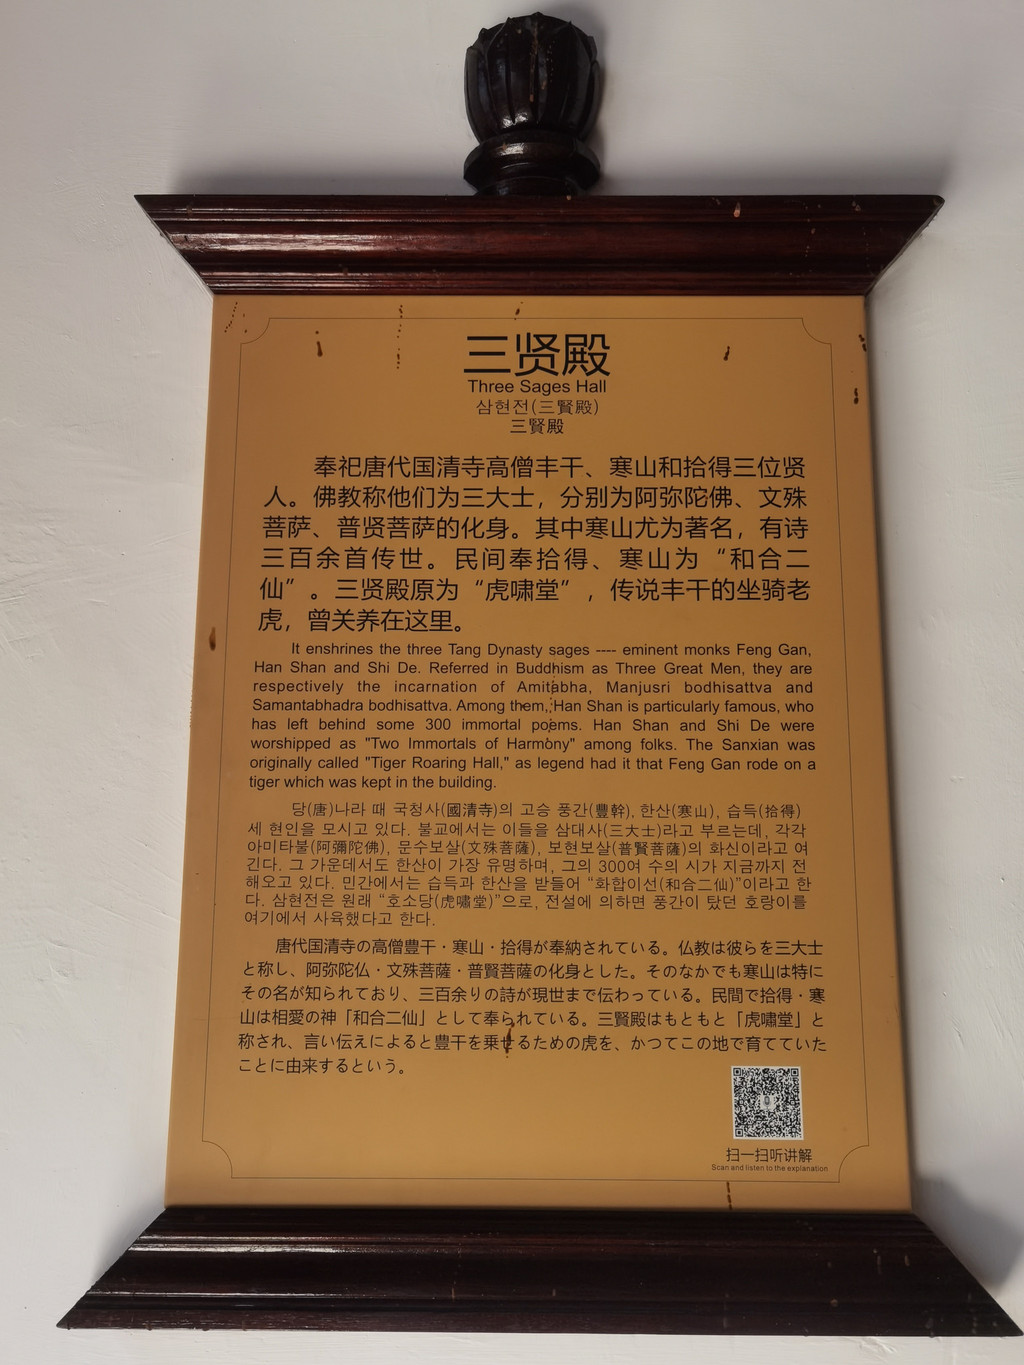 三贤殿
Three Sages Hall
삼현전(三賢殿)
三賢殿
奉祀唐代国清寺高僧丰干、寒山和拾得三位贤
人。佛教称他们为三大士，分别为阿弥陀佛、文殊
菩萨、普贤菩萨的化身。其中寒山尤为著名，有诗
三百余首传世。民间奉拾得、寒山为“和合二
仙”。三贤殿原为“虎啸堂”，传说丰干的坐骑老
虎，曾关养在这里。
It enshrines the three Tang Dynasty sages ---- eminent monks Feng Gan,
Han Shan and Shi De. Referred in Buddhism as Three Great Men, they are
respectively the incarnation of Amitabha, Manjusri bodhisattva and
Samantabhadra bodhisattva. Among them, Han Shan is particularly famous, who
has left behind some 300 immortal poems. Han Shan and Shi De were
worshipped as "Two Immortals of Harmony" among folks. The Sanxian was
originally called "Tiger Roaring Hall," as legend had it that Feng Gan rode on a
tiger which was kept in the building.
당(唐)나라 때 국청사(國清寺)의 고승 풍간(豊幹), 한산(寒山), 습득(拾得)
세 현인을 모시고 있다. 불교에서는 이들을 삼대사(三大士)라고 부르는데, 각각
아미타불(阿彌陀佛), 문수보살(文殊菩薩), 보현보살(普賢菩薩)의 화신이라고 여
긴다. 그 가운데서도 한산이 가장 유명하며, 그의 300여 수의 시가 지금까지 전
해오고 있다. 민간에서는 습득과 한산을 받들어 “화합이선(和合二仙)”이라고 한
다. 삼현전은 원래 “호소당(虎嘯堂)”으로, 전설에 의하면 풍간이 탔던 호랑이를
여기에서 사육했다고 한다.
唐代国清寺の高僧豊干・寒山・拾得が奉納されている。仏教は彼らを三大士
と称し、阿弥陀仏・文殊菩薩・普賢菩薩の化身とした。そのなかでも寒山は特に
その名が知られており、三百余りの詩が現世まで伝わっている。民間で拾得・寒
山は相愛の神「和合二仙」として奉られている。三賢殿はもともと「虎嘯堂」と
称され、言い伝えによると豊干を乗せるための虎を、かつてこの地で育てていた
ことに由来するという。
扫一扫听讲解
Scan and listen to the explanation